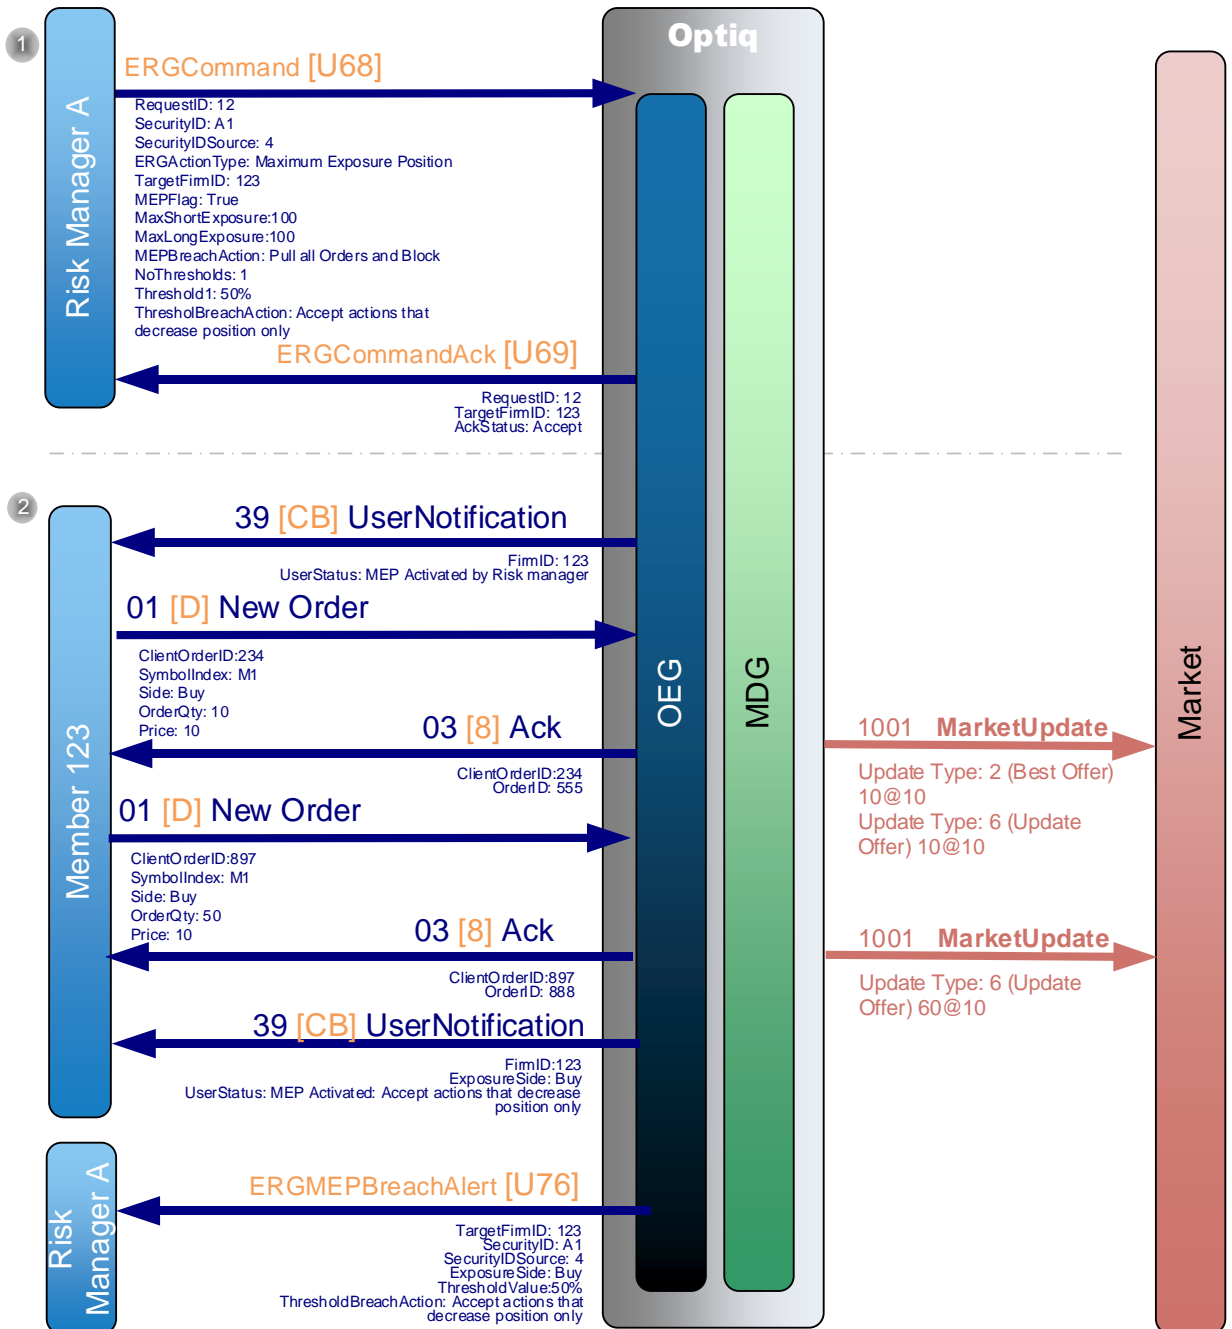 Optiq
1
Risk Manager A
ERGCommand [U68]
RequestID: 12
SecurityID: A1
SecurityIDSource: 4
ERGActionType: Maximum Exposure Position
TargetFirmID: 123
MEPFlag: True
MaxShortExposure:100
MaxLongExposure:100
MEPBreachAction: Pull all Orders and Block
NoThresholds: 1
Threshold1: 50%
ThresholBreachAction: Accept actions that
decrease position only
ERGCommandAck [U69]
RequestID: 12
TargetFirmID: 123
AckStatus: Accept
OEG
MDG
Market
2
Member 123
39 [CB] UserNotification
FirmID: 123
UserStatus: MEP Activated by Risk manager
01 [D] New Order
ClientOrderID:234
SymbolIndex: M1
Side: Buy
OrderQty: 10
Price: 10
03 [8] Ack
ClientOrderID:234
OrderID: 555
1001 MarketUpdate
Update Type: 2 (Best Offer)
10@10
Update Type: 6 (Update
Offer) 10@10
01 [D] New Order
ClientOrderID:897
SymbolIndex: M1
Side: Buy
OrderQty: 50
Price: 10
03 [8] Ack
ClientOrderID:897
OrderID: 888
1001 MarketUpdate
Update Type: 6 (Update
Offer) 60@10
39 [CB] UserNotification
FirmID:123
ExposureSide: Buy
UserStatus: MEP Activated: Accept actions that decrease
position only
Risk
Manager A
ERGMEPBreachAlert [U76]
TargetFirmID: 123
SecurityID: A1
SecurityIDSource: 4
ExposureSide: Buy
ThresholdValue:50%
ThresholdBreachAction: Accept actions that
decrease position only